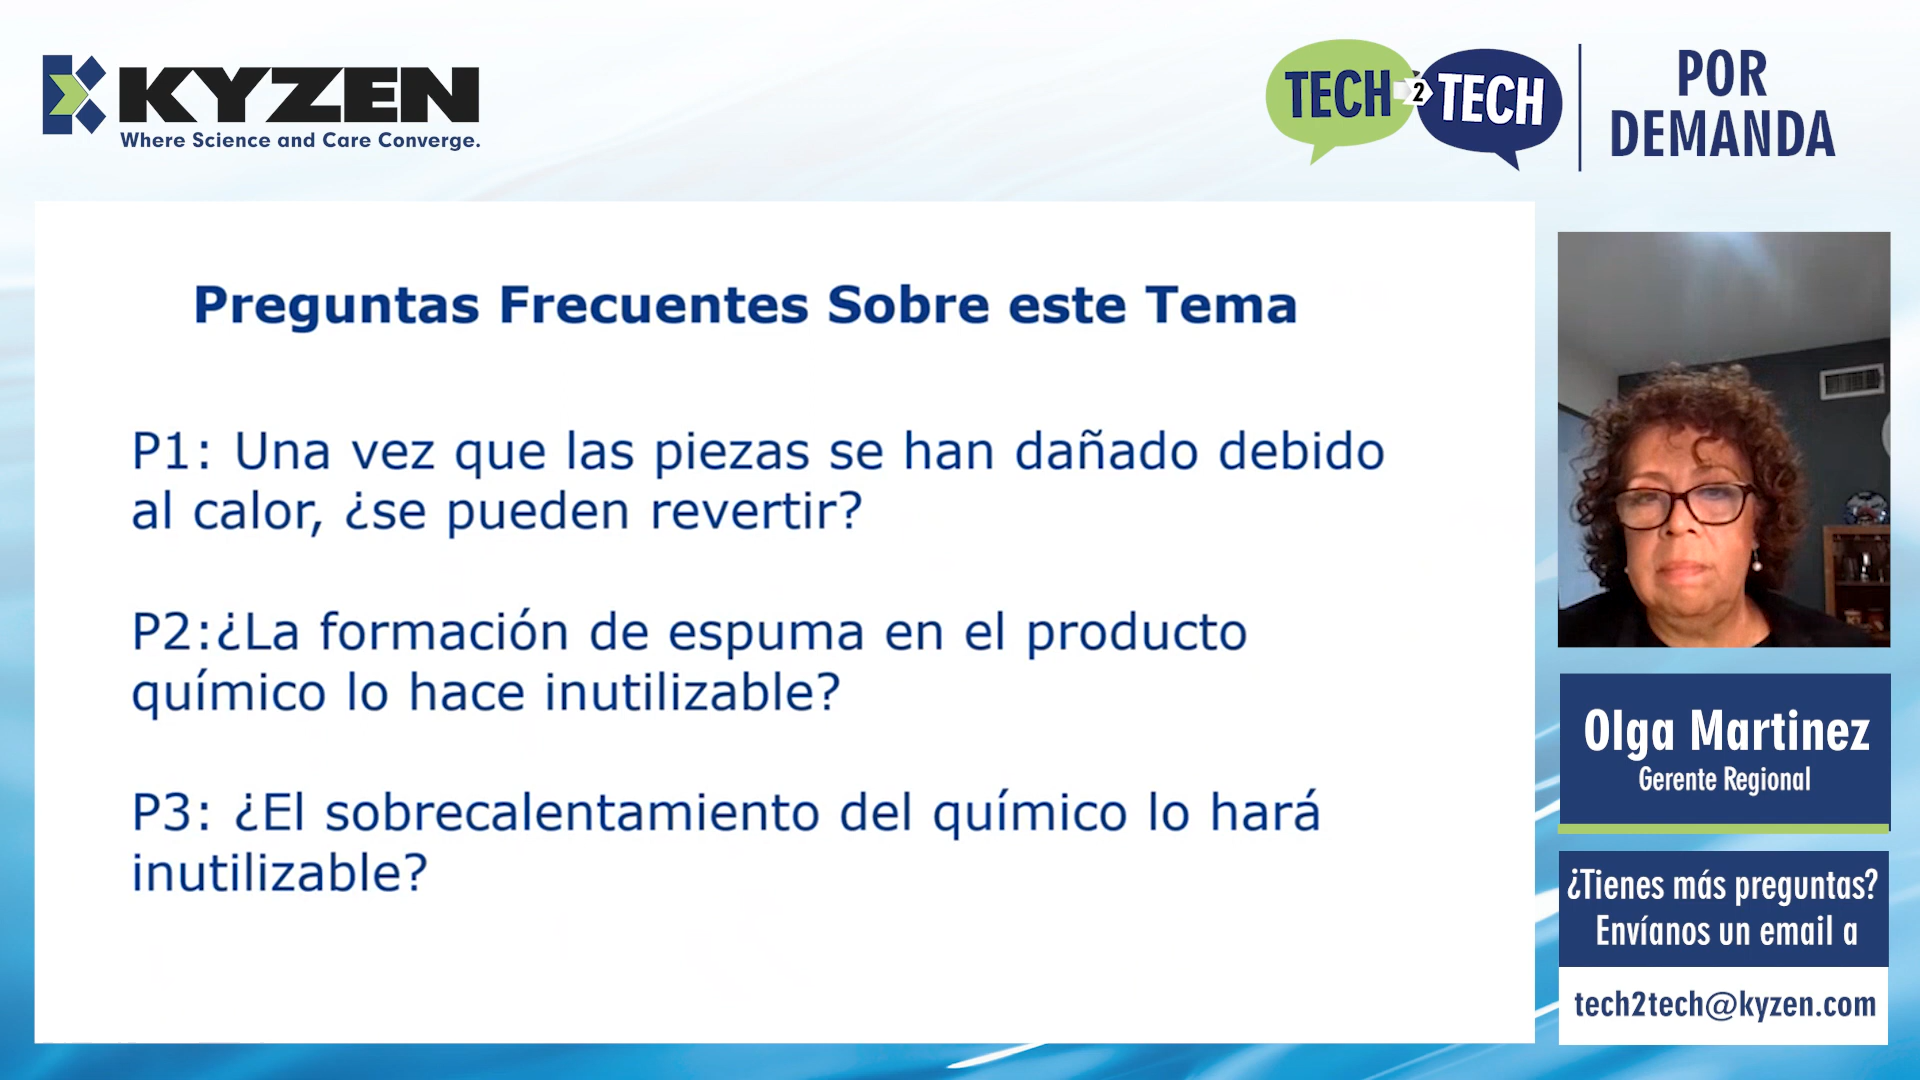 KYZEN
Where Science and Care Converge.
TECH 2 TECH
POR
DEMANDA
Preguntas Frecuentes Sobre este Tema
P1: Una vez que las piezas se han dañado debido
al calor, ¿se pueden revertir?
P2:¿La formación de espuma en el producto
químico lo hace inutilizable?
P3: ¿El sobrecalentamiento del químico lo hará
inutilizable?
Olga Martinez
Gerente Regional
¿Tienes más preguntas?
Envíanos un email a
tech2tech@kyzen.com